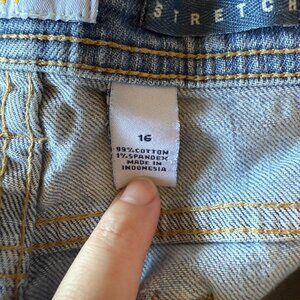 STRETCH
16
99% COTTON
1% SPANDEX
MADE IN
INDONESIA